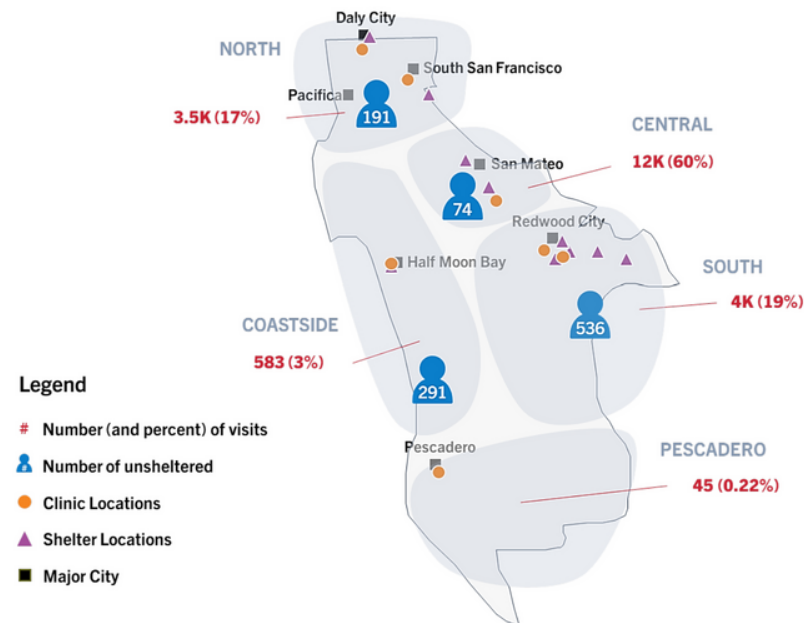 Daly City
NORTH
South San Francisco
Pacifica
191
3.5K (17%)
CENTRAL
San Mateo
12K (60%)
74
Redwood City
Half Moon Bay
SOUTH
4K (19%)
COASTSIDE
536
583 (3%)
291
Legend
# Number (and percent) of visits
# Number of unsheltered
Clinic Locations
Shelter Locations
Major City
Pescadero
PESCADERO
45 (0.22%)